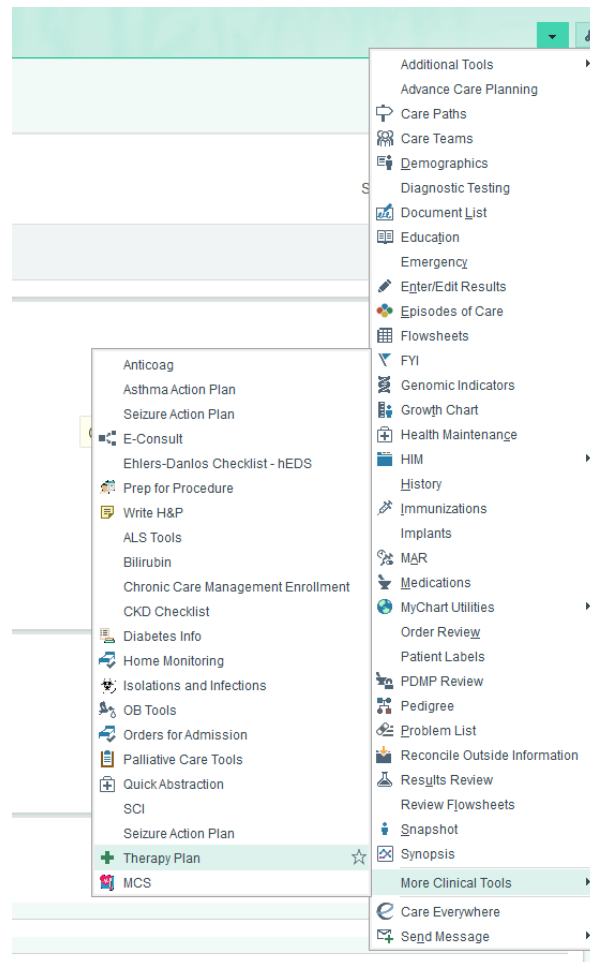 Additional Tools
Advance Care Planning
Care Paths
Care Teams
Demographics
Diagnostic Testing
Document List
Education
Emergency
Enter/Edit Results
Episodes of Care
Flowsheets
FYI
Genomic Indicators
Growth Chart
Health Maintenance
HIM
History
Immunizations
Implants
MAR
Medications
MyChart Utilities
Order Review
Patient Labels
PDMP Review
Pedigree
Problem List
Reconcile Outside Information
Results Review
Review Flowsheets
Snapshot
Synopsis
More Clinical Tools
Care Everywhere
Send Message
Anticoag
Asthma Action Plan
Seizure Action Plan
E-Consult
Ehlers-Danlos Checklist - hEDS
Prep for Procedure
Write H&P
ALS Tools
Bilirubin
Chronic Care Management Enrollment
CKD Checklist
Diabetes Info
Home Monitoring
Isolations and Infections
OB Tools
Orders for Admission
Palliative Care Tools
Quick Abstraction
SCI
Seizure Action Plan
Therapy Plan
MCS